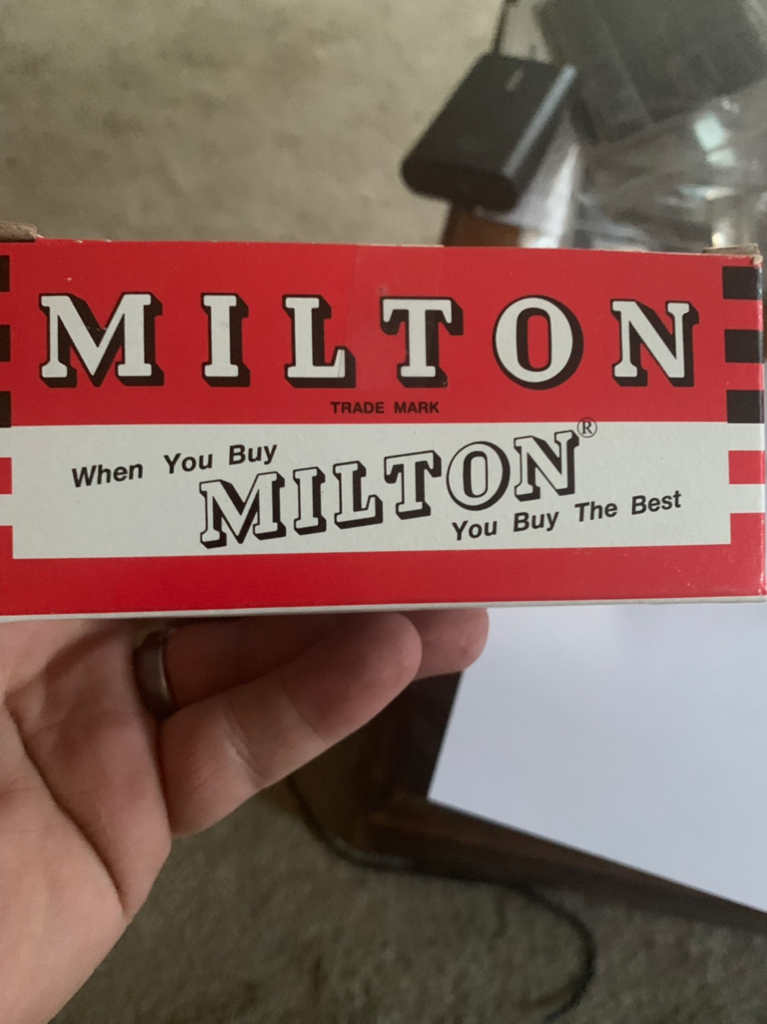 MILTON
TRADE MARK
When You Buy
MILTON®
You Buy The Best